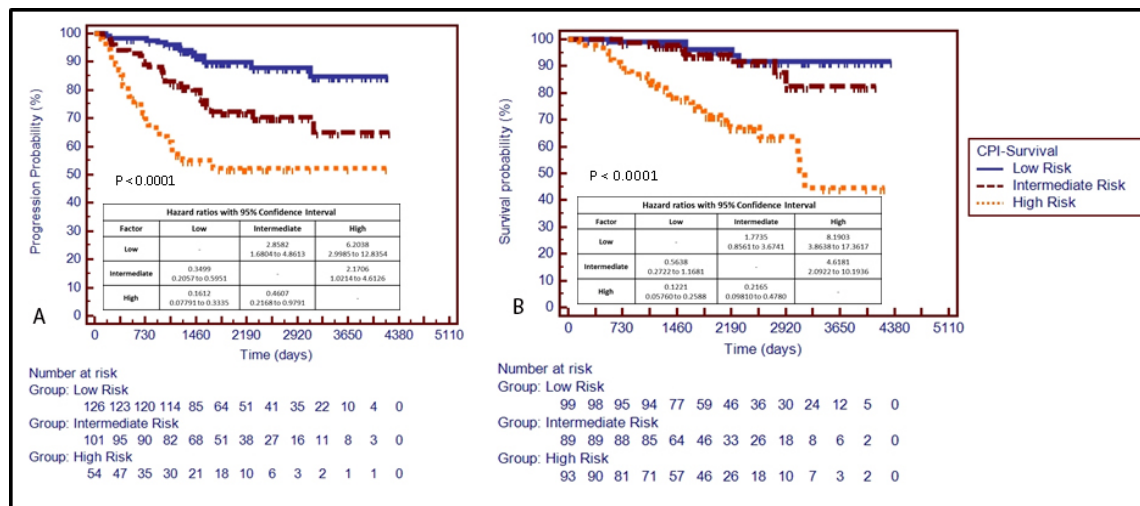 100
90
80
70
60
50
40
30
20
10
0
Progression Probability (%)
P < 0.0001
Hazard ratios with 95% Confidence Interval
Factor Low Intermediate High
Low - 2.8582 6.2038
1.6804 to 4.8613 2.9985 to 12.8354
Intermediate 0.3499 - 2.1706
0.2057 to 0.5951 1.0214 to 4.6126
High 0.1612 0.4607 -
0.07791 to 0.3335 0.2168 to 0.9791
A
0 730 1460 2190 2920 3650 4380 5110
Time (days)
Number at risk
Group: Low Risk
126 123 120 114 85 64 51 41 35 22 10 4 0
Group: Intermediate Risk
101 95 90 82 68 51 38 27 16 11 8 3 0
Group: High Risk
54 47 35 30 21 18 10 6 3 2 1 1 0
100
90
80
70
60
50
40
30
20
10
0
Survival probability (%)
P < 0.0001
Hazard ratios with 95% Confidence Interval
Factor Low Intermediate High
Low - 1.7735 8.1903
0.8561 to 3.6741 3.8638 to 17.3617
Intermediate 0.5638 - 4.6181
0.2722 to 1.1681 2.0922 to 10.1936
High 0.1221 0.2165 -
0.05760 to 0.2588 0.09810 to 0.4780
B
0 730 1460 2190 2920 3650 4380 5110
Time (days)
Number at risk
Group: Low Risk
99 98 95 94 77 59 46 36 30 24 12 5 0
Group: Intermediate Risk
89 89 88 85 64 46 33 26 18 8 6 2 0
Group: High Risk
93 90 81 71 57 46 26 18 10 7 3 2 0
CPI-Survival
Low Risk
Intermediate Risk
High Risk